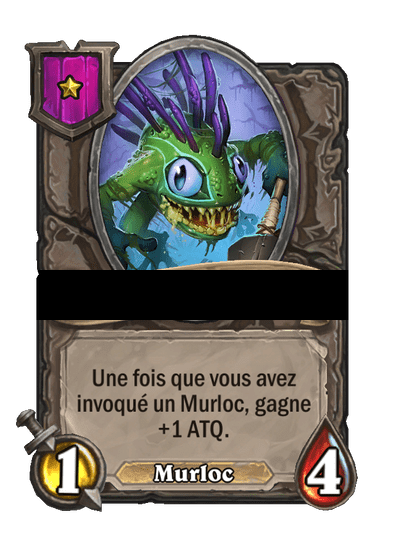 Une fois que vous avez
invoqué un Murloc, gagne
+1 ATQ.
1
Murloc
4